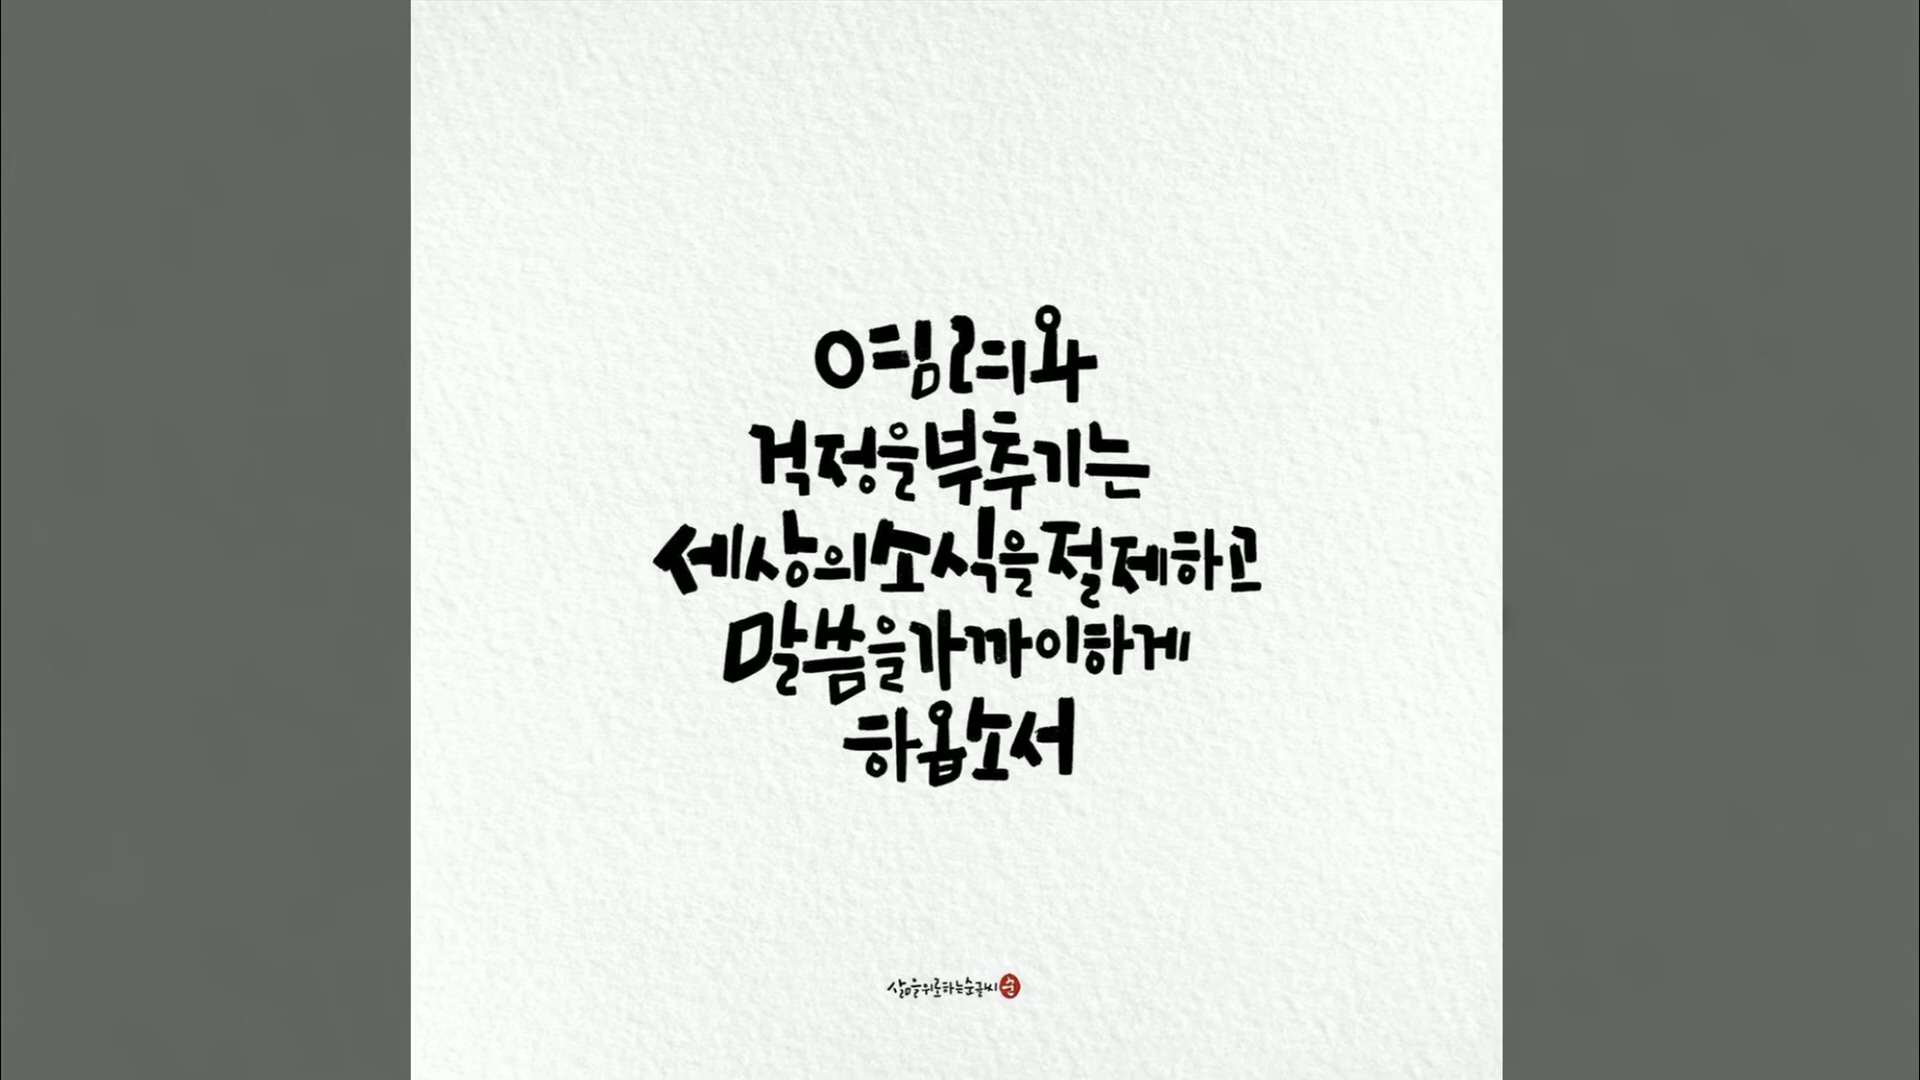 염려와
걱정을 부추기는
세상의 소식을 절제하고
말씀을 가까이하게
하옵소서
삶을 위로하는 순글씨 순